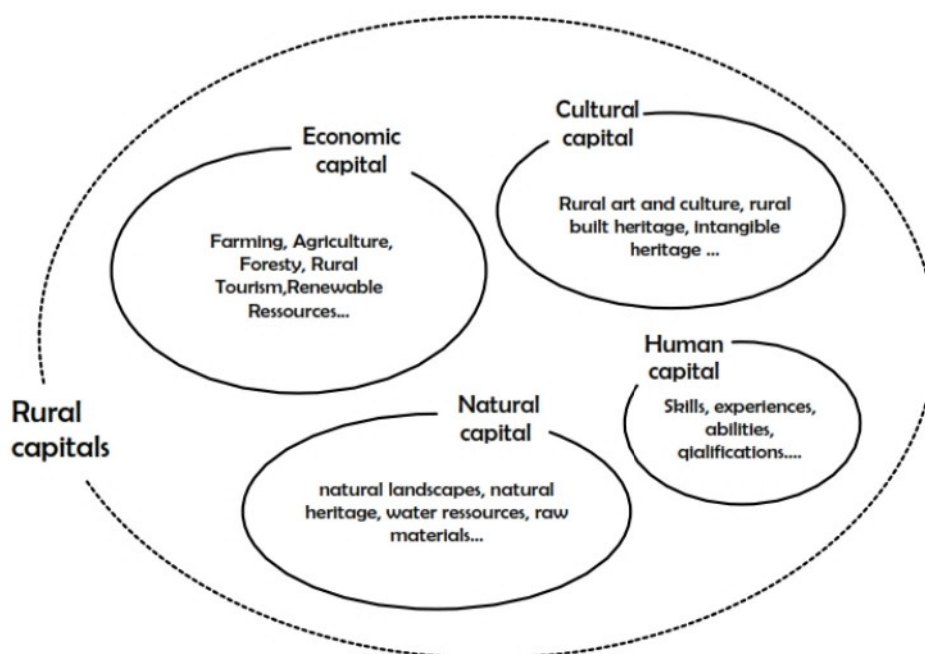 Economic
capital
Farming, Agriculture,
Foresty, Rural
Tourism,Renewable
Ressources...
Cultural
capital
Rural art and culture, rural
built heritage, intangible
heritage ...
Human
capital
Skills, experiences,
abilities,
qialifications....
Rural
capitals
Natural
capital
natural landscapes, natural
heritage, water ressources, raw
materials...